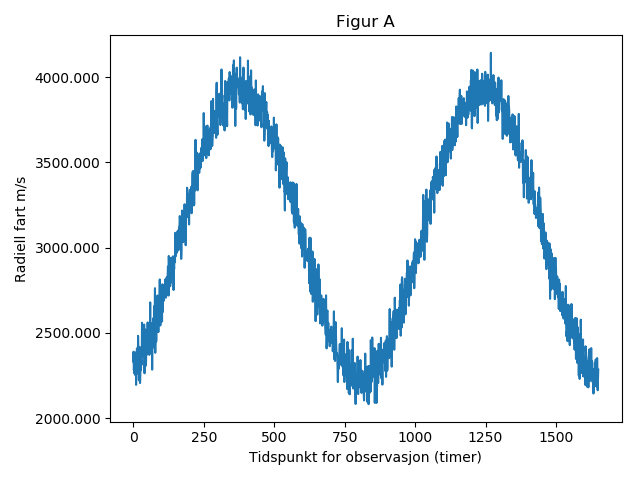 Figur A
4000.000
3500.000
3000.000
2500.000
2000.000
Radiell fart m/s
0 250 500 750 1000 1250 1500
Tidspunkt for observasjon (timer)